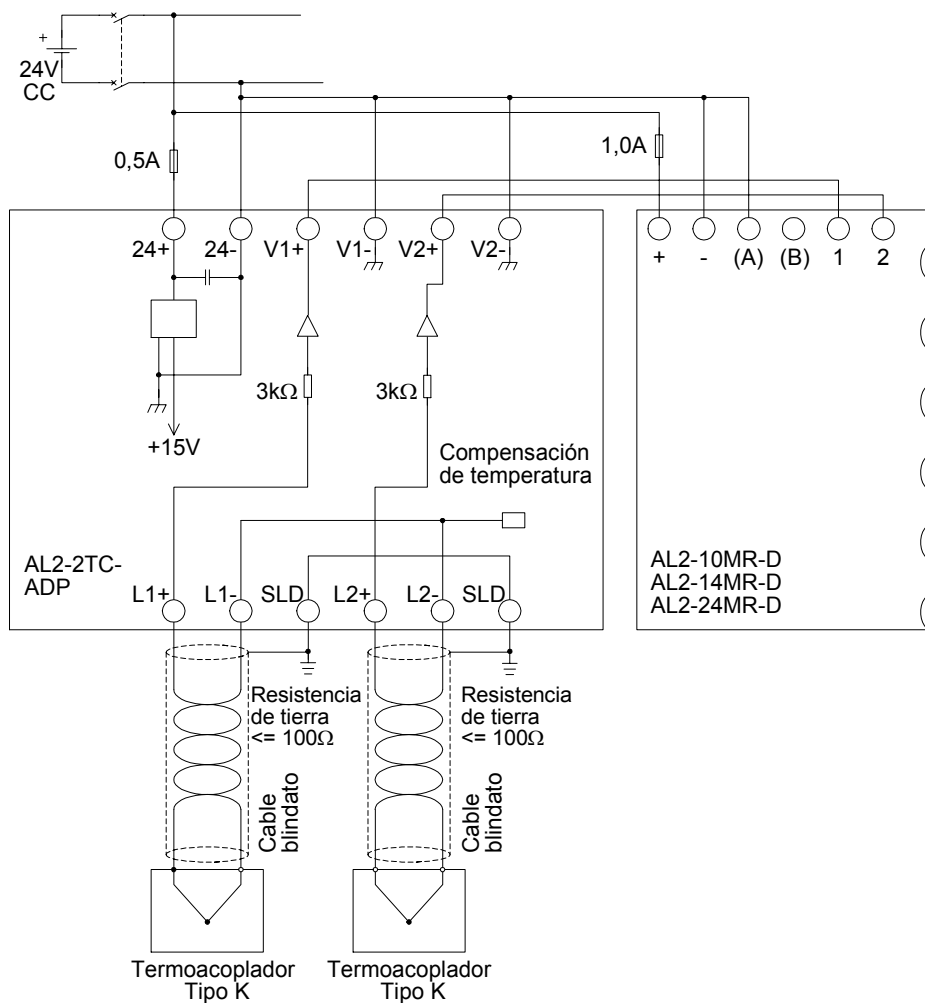 +
24V
CC
0,5A
1,0A
24+ 24- V1+ V1- V2+ V2-
+ - (A) (B) 1 2
3kΩ 3kΩ
+15V
Compensación
de temperatura
AL2-2TC-
ADP
L1+ L1- SLD L2+ L2- SLD
AL2-10MR-D
AL2-14MR-D
AL2-24MR-D
Resistencia
de tierra
<= 100Ω
Resistencia
de tierra
<= 100Ω
Cable
blindato
Cable
blindato
Termoacoplador
Tipo K
Termoacoplador
Tipo K